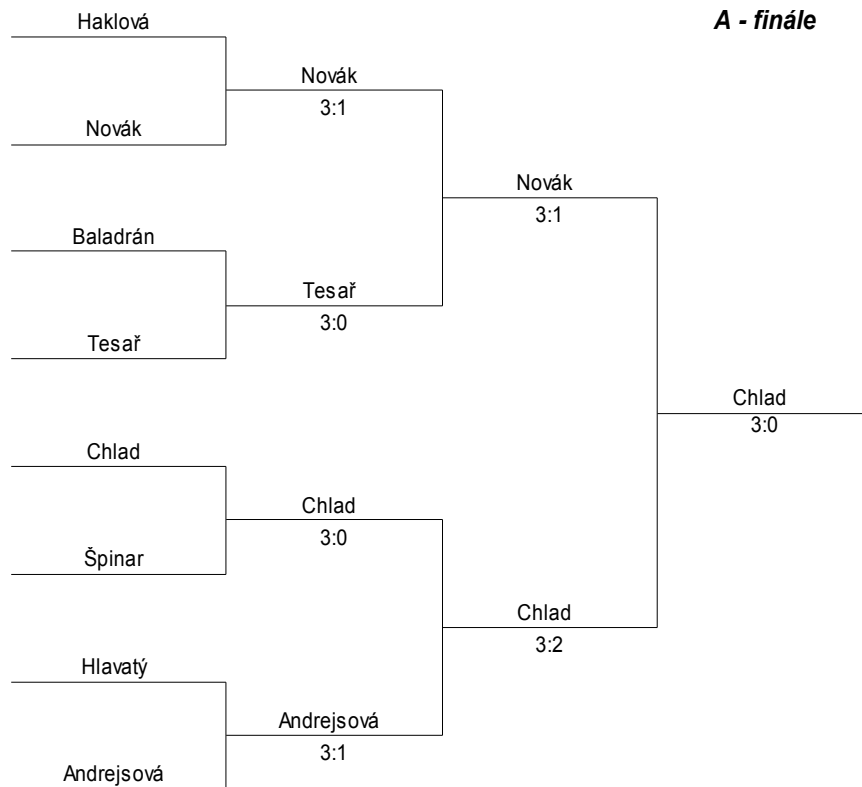 A - finále
Haklová
Novák
3:1
Novák
Novák
3:1
Baladrán
Tesař
3:0
Tesař
Chlad
3:0
Chlad
Chlad
3:0
Špinar
Chlad
3:2
Hlavatý
Andrejsová
3:1
Andrejsová